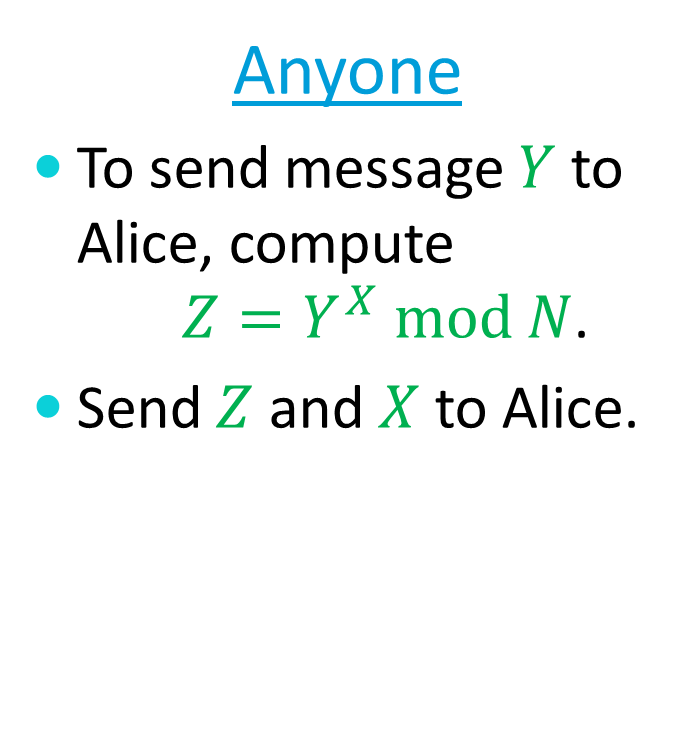 Anyone
• To send message Y to
Alice, compute
Z = Y^X mod N.
• Send Z and X to Alice.